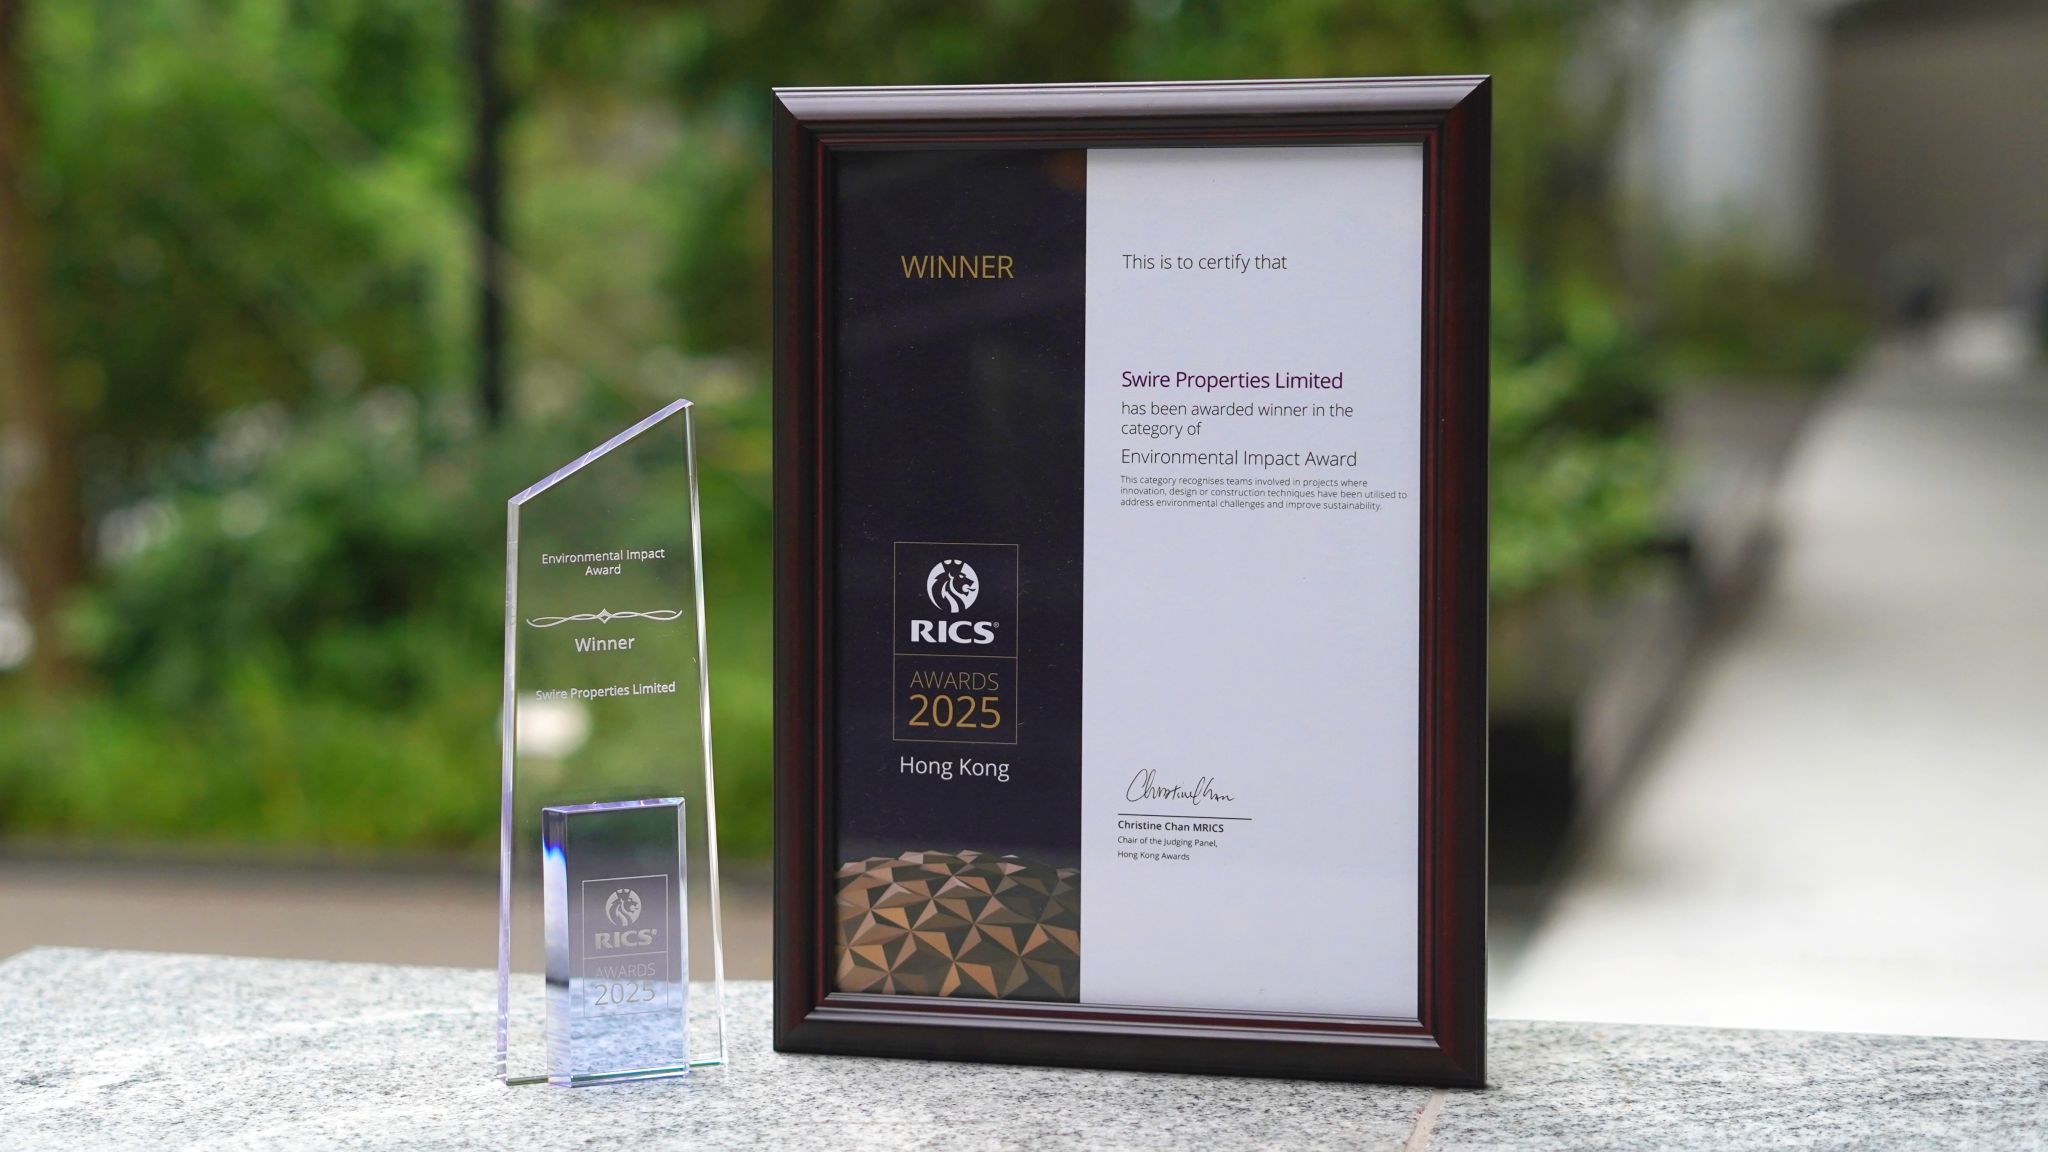 Environmental Impact
Award
Winner
Swire Properties Limited
RICS
AWARDS
2025
WINNER
RICS®
AWARDS
2025
Hong Kong
This is to certify that
Swire Properties Limited
has been awarded winner in the
category of
Environmental Impact Award
This category recognises teams involved in projects where
innovation, design or construction techniques have been utilised to
address environmental challenges and improve sustainability.
Christine Chan
Christine Chan MRICS
Chair of the Judging Panel,
Hong Kong Awards